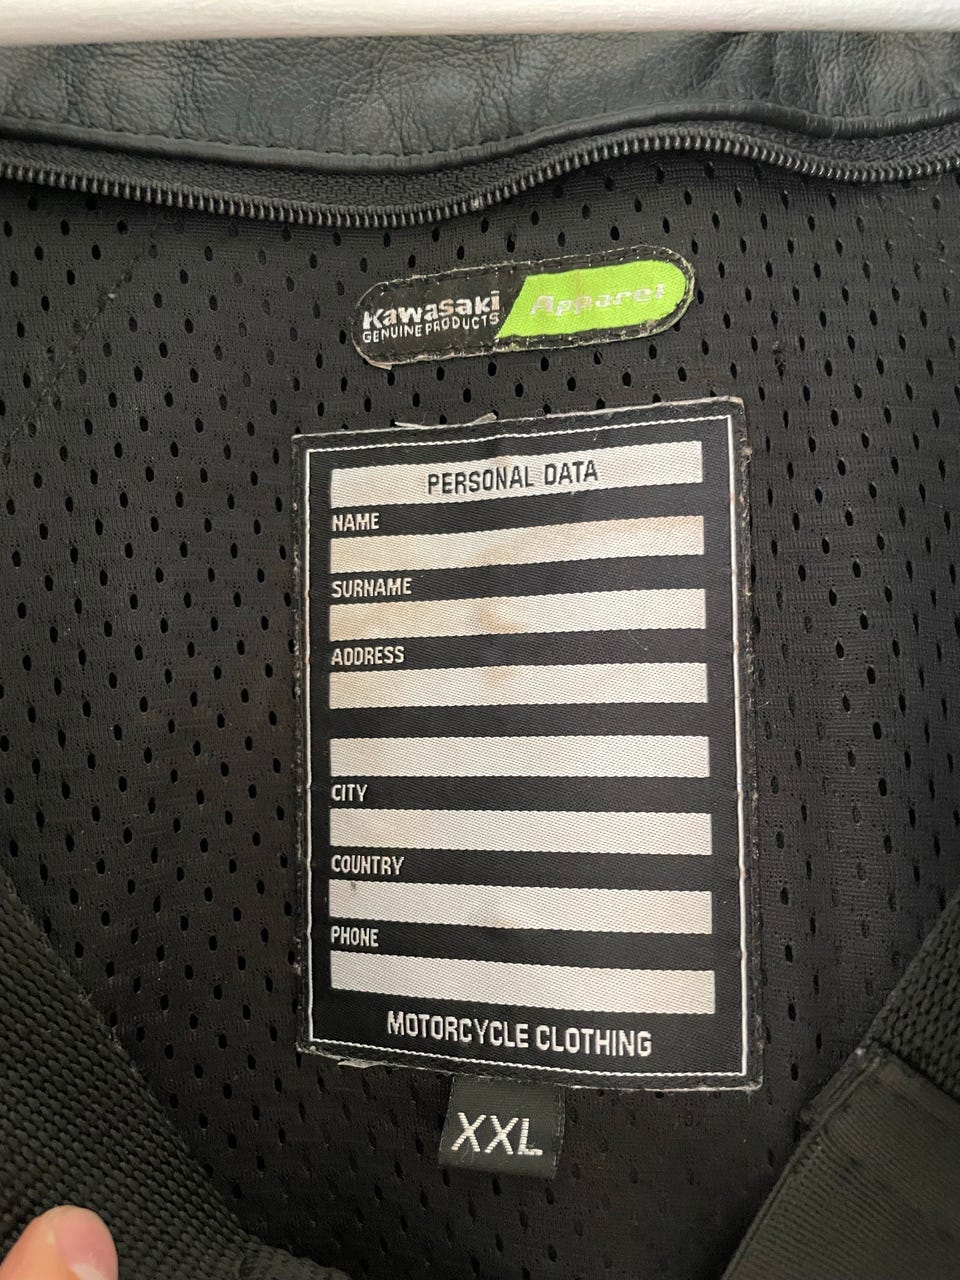 Kawasaki Apparel
GENUINE PRODUCTS
PERSONAL DATA
NAME
SURNAME
ADDRESS
CITY
COUNTRY
PHONE
MOTORCYCLE CLOTHING
XXL